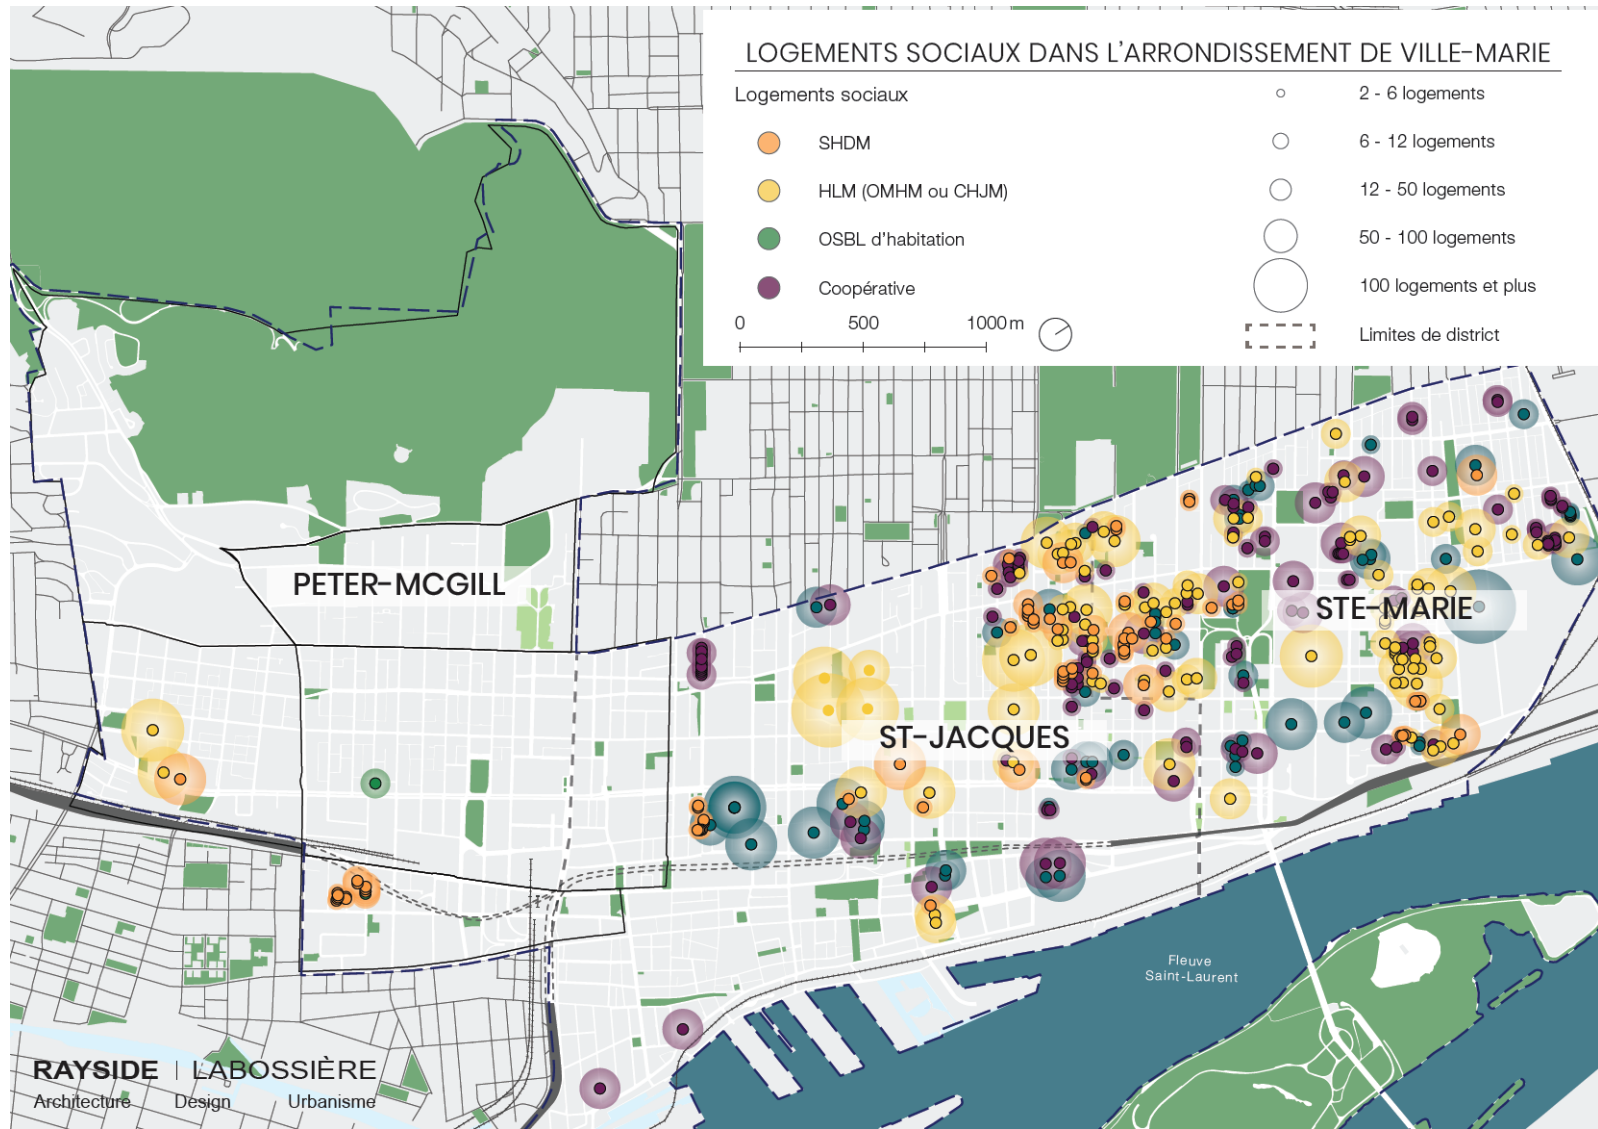 LOGEMENTS SOCIAUX DANS L'ARRONDISSEMENT DE VILLE-MARIE
Logements sociaux
SHDM
HLM (OMHM ou CHJM)
OSBL d'habitation
Coopérative
0 500 1000 m
2 - 6 logements
6 - 12 logements
12 - 50 logements
50 - 100 logements
100 logements et plus
Limites de district
PETER-MCGILL
STE-MARIE
ST-JACQUES
Fleuve
Saint-Laurent
RAYSIDE | LABOSSIÈRE
Architecture Design Urbanisme